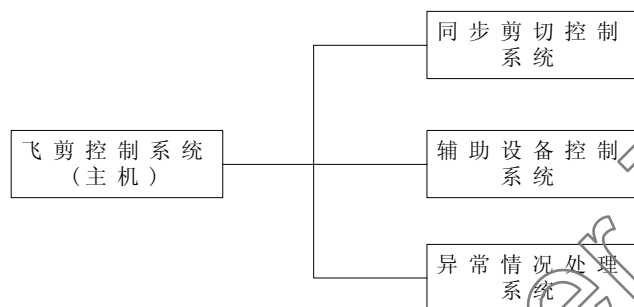 同步剪切控制
系统
飞剪控制系统
(主机)
辅助设备控制
系统
异常情况处理
系统